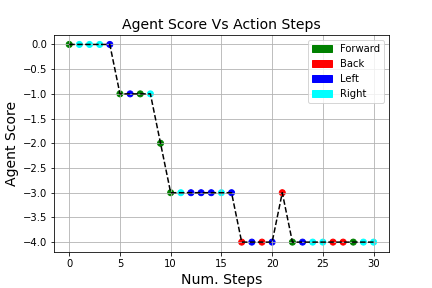 Agent Score Vs Action Steps
0.0
−0.5
−1.0
−1.5
−2.0
−2.5
−3.0
−3.5
−4.0
Agent Score
Forward
Back
Left
Right
0 5 10 15 20 25 30
Num. Steps